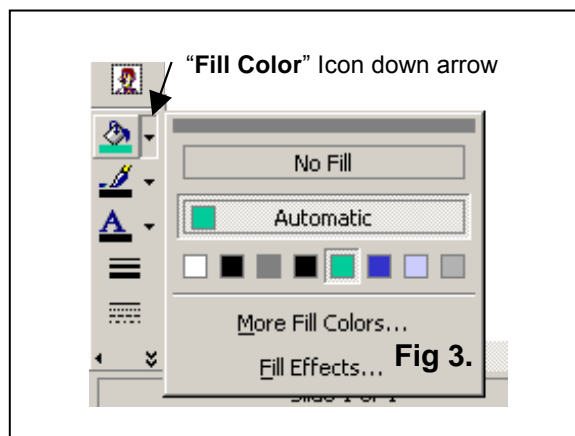 “Fill Color” Icon down arrow
No Fill
Automatic
More Fill Colors...
Fill Effects...
Fig 3.